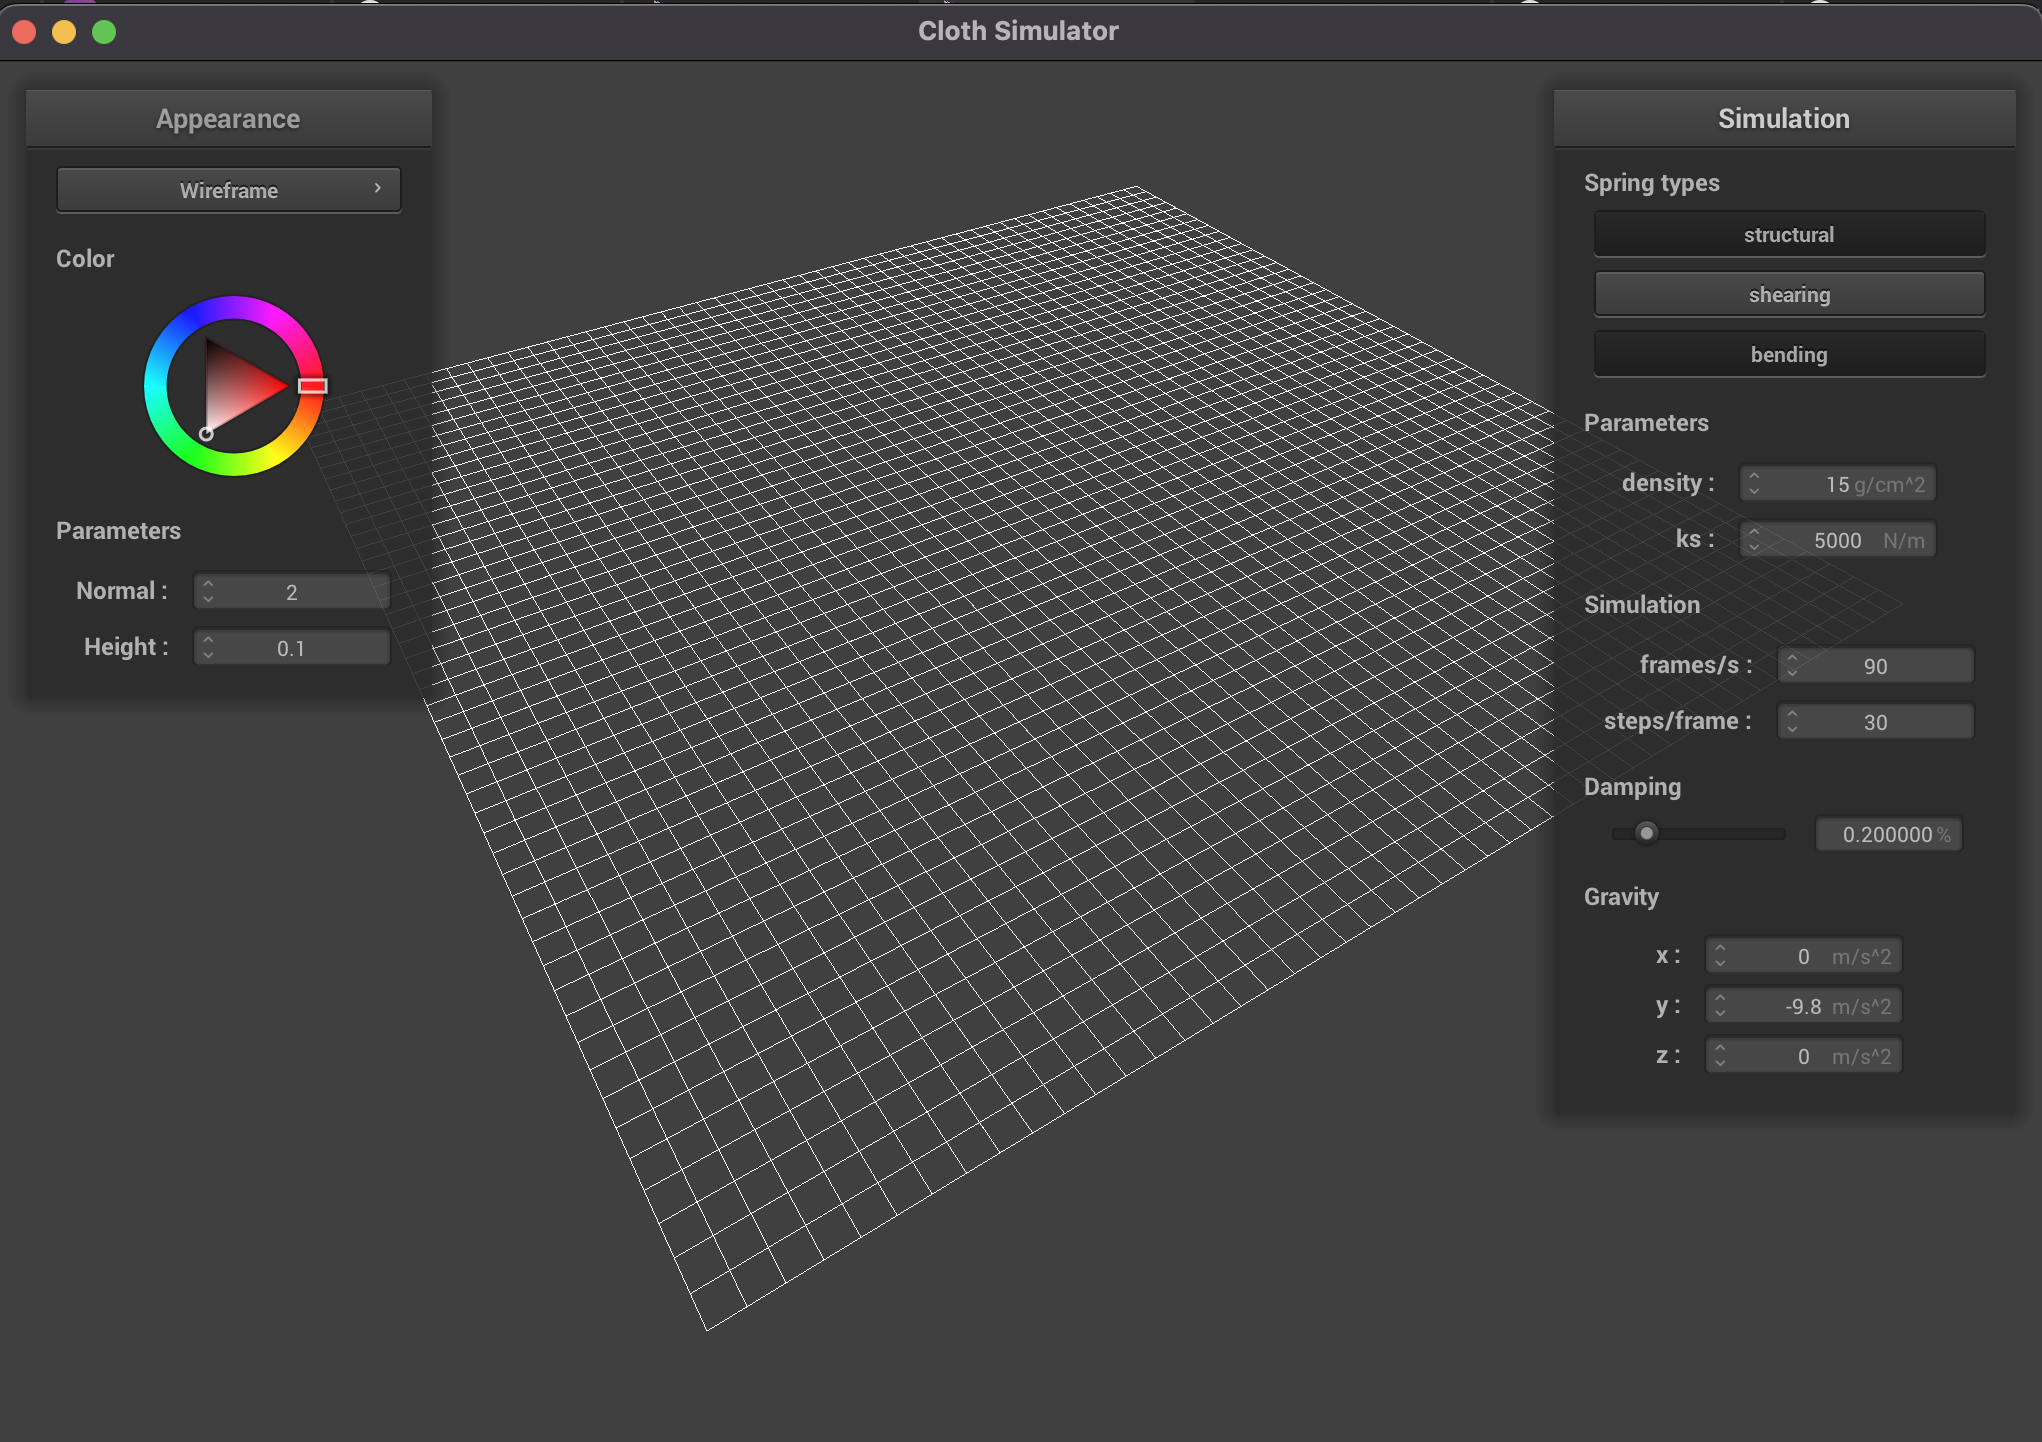 Cloth Simulator
Appearance
Wireframe
Color
Parameters
Normal : 2
Height : 0.1
Simulation
Spring types
structural
shearing
bending
Parameters
density : 15 g/cm^2
ks : 5000 N/m
Simulation
frames/s : 90
steps/frame : 30
Damping
0.200000 %
Gravity
x : 0 m/s^2
y : -9.8 m/s^2
z : 0 m/s^2